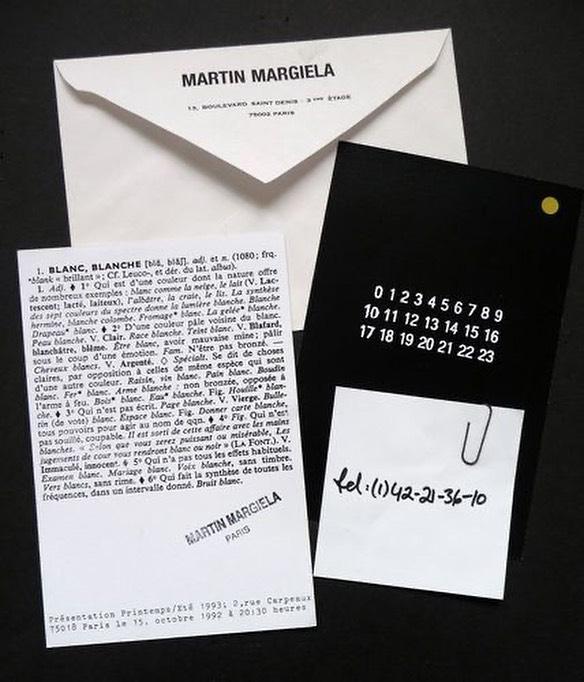 MARTIN MARGIELA
13, BOULEVARD SAINT DENIS - 3 ème ÉTAGE
75002 PARIS
0 1 2 3 4 5 6 7 8 9
10 11 12 13 14 15 16
17 18 19 20 21 22 23
tel:(1)42-21-36-10
1. BLANC, BLANCHE [blɑ̃, blɑ̃ʃ]. adj. et n. (1080; frq.
*blank « brillant »; Cf. Leuco-, et dér. du lat. albus).
I. Adj. ♦ 1° Qui est d'une couleur dont la nature offre
de nombreux exemples : blanc comme la neige, le lait (V. Lac-
tescent; lacté, laiteux), l'albâtre, la craie, le lis. La synthèse
des sept couleurs du spectre donne la lumière blanche. Blanche
hermine, blanche colombe. Fromage* blanc. La gelée* blanche.
Drapeau* blanc. ♦ 2° D'une couleur pâle voisine du blanc.
Peau blanche. V. Clair. Race blanche. Teint blanc. V. Blafard,
blanchâtre, blême. Être blanc, avoir mauvaise mine; pâlir
sous le coup d'une émotion. Fam. N'être pas bronzé. —
Cheveux blancs. V. Argenté. ◊ Spécialt. Se dit de choses
claires, par opposition à celles de même espèce qui sont
d'une autre couleur. Raisin, vin blanc. Pain blanc. Boudin
blanc. Fer* blanc. Arme blanche : non bronzée, opposée à
l'arme à feu. Bois* blanc. Eau* blanche. Fig. Houille* blan-
che. ♦ 3° Qui n'est pas écrit. Page blanche. V. Vierge. Bulle-
tin (de vote) blanc. Espace blanc. Fig. Donner carte blanche,
tous pouvoirs pour agir au nom de qqn. ♦ 4° Fig. Qui n'est
pas souillé, coupable. Il est sorti de cette affaire avec les mains
blanches. « Selon que vous serez puissant ou misérable, Les
jugements de cour vous rendront blanc ou noir » (LA FONT.). V.
Immaculé, innocent. ♦ 5° Qui n'a pas tous les effets habituels.
Examen blanc. Mariage blanc. Voix blanche, sans timbre.
Vers blancs, sans rime. ♦ 6° Qui fait la synthèse de toutes les
fréquences, dans un intervalle donné. Bruit blanc.
MARTIN MARGIELA
PARIS
Présentation Printemps/Eté 1993; 2,rue Carpeaux
75018 Paris le 15. octobre 1992 à 20:30 heures